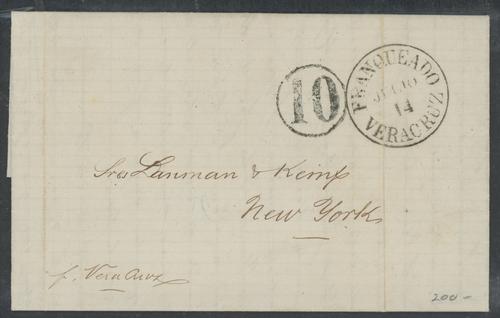 10
FRANQUEADO
14
VERACRUZ
Sres Lanman & Kemp
New York
p. Vera Cruz
200 -